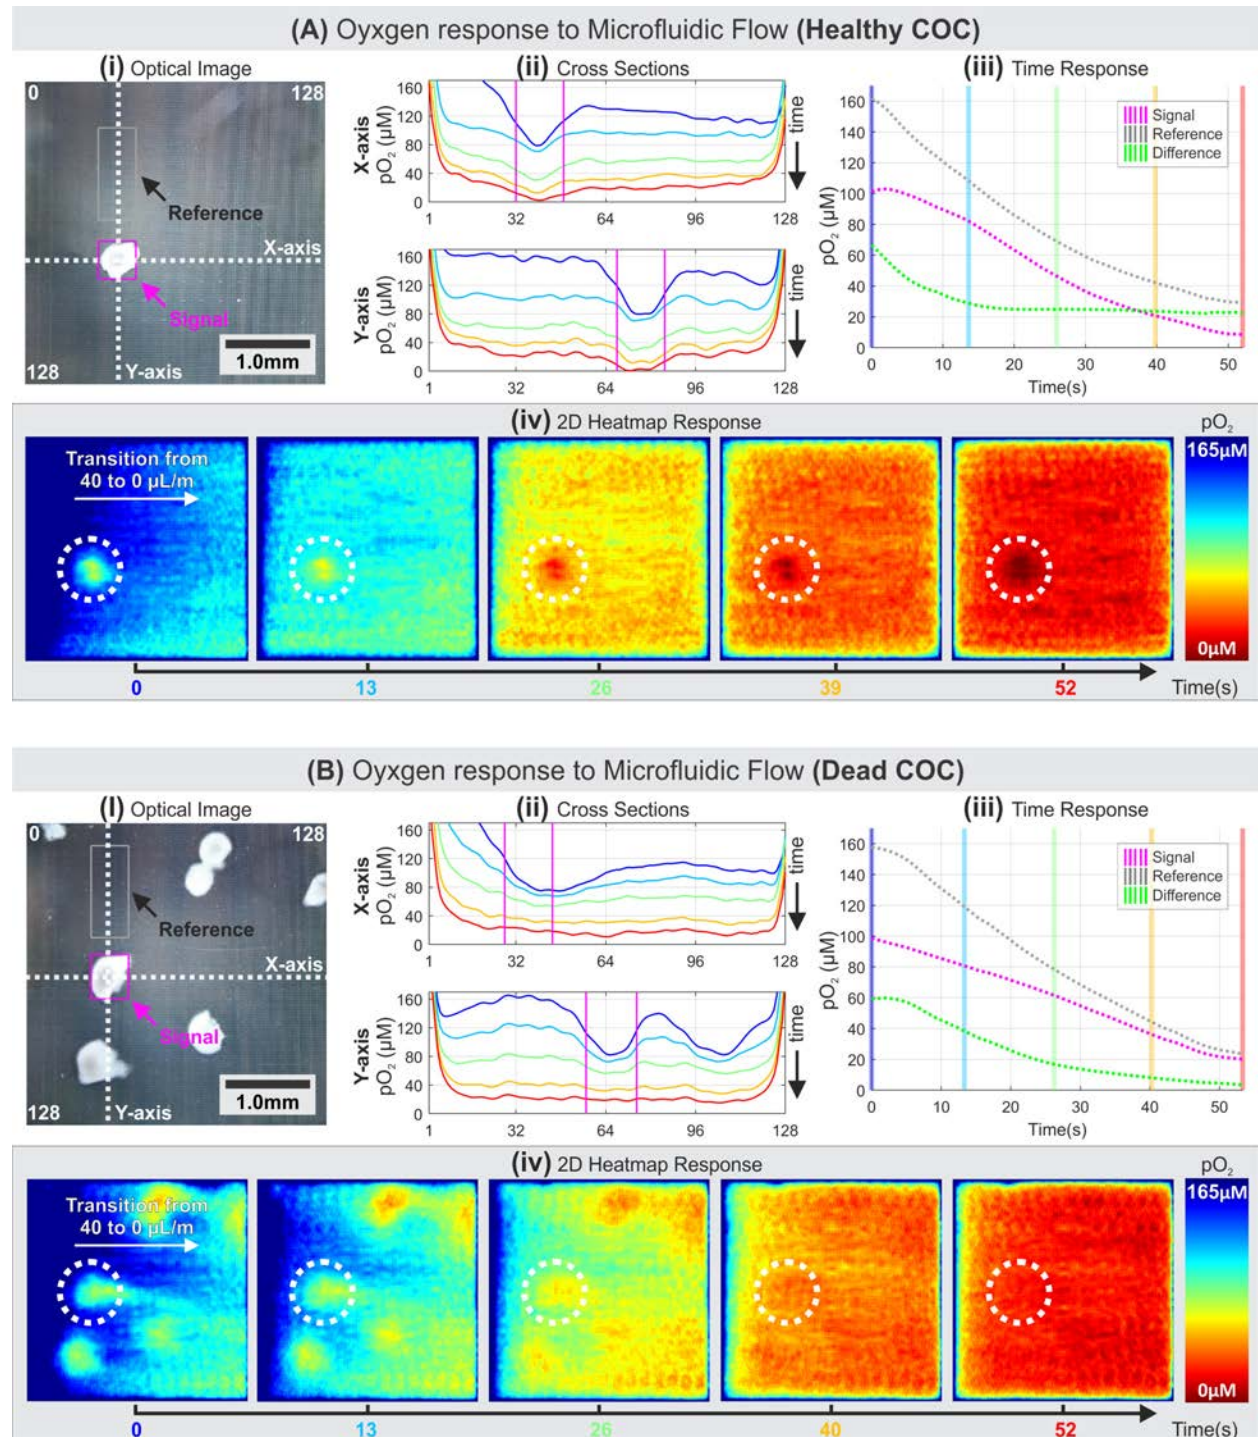 (A) Oyxgen response to Microfluidic Flow (Healthy COC)
(i) Optical Image
0
128
Reference
X-axis
Signal
1.0mm
128
Y-axis
(ii) Cross Sections
X-axis
pO₂ (µM)
160
120
80
40
0
1
32
64
96
128
time
Y-axis
pO₂ (µM)
160
120
80
40
0
1
32
64
96
128
time
(iii) Time Response
pO₂ (µM)
160
140
120
100
80
60
40
20
0
Signal
Reference
Difference
0
10
20
30
40
50
Time(s)
(iv) 2D Heatmap Response
pO₂
Transition from
40 to 0 µL/m
165µM
0µM
0
13
26
39
52
Time(s)
(B) Oyxgen response to Microfluidic Flow (Dead COC)
(I) Optical Image
0
128
Reference
X-axis
Signal
1.0mm
128
Y-axis
(ii) Cross Sections
X-axis
pO₂ (µM)
160
120
80
40
0
1
32
64
96
128
time
Y-axis
pO₂ (µM)
160
120
80
40
0
1
32
64
96
128
time
(iii) Time Response
pO₂ (µM)
160
140
120
100
80
60
40
20
0
Signal
Reference
Difference
0
10
20
30
40
50
Time(s)
(iv) 2D Heatmap Response
pO₂
Transition from
40 to 0 µL/m
165µM
0µM
0
13
26
40
52
Time(s)